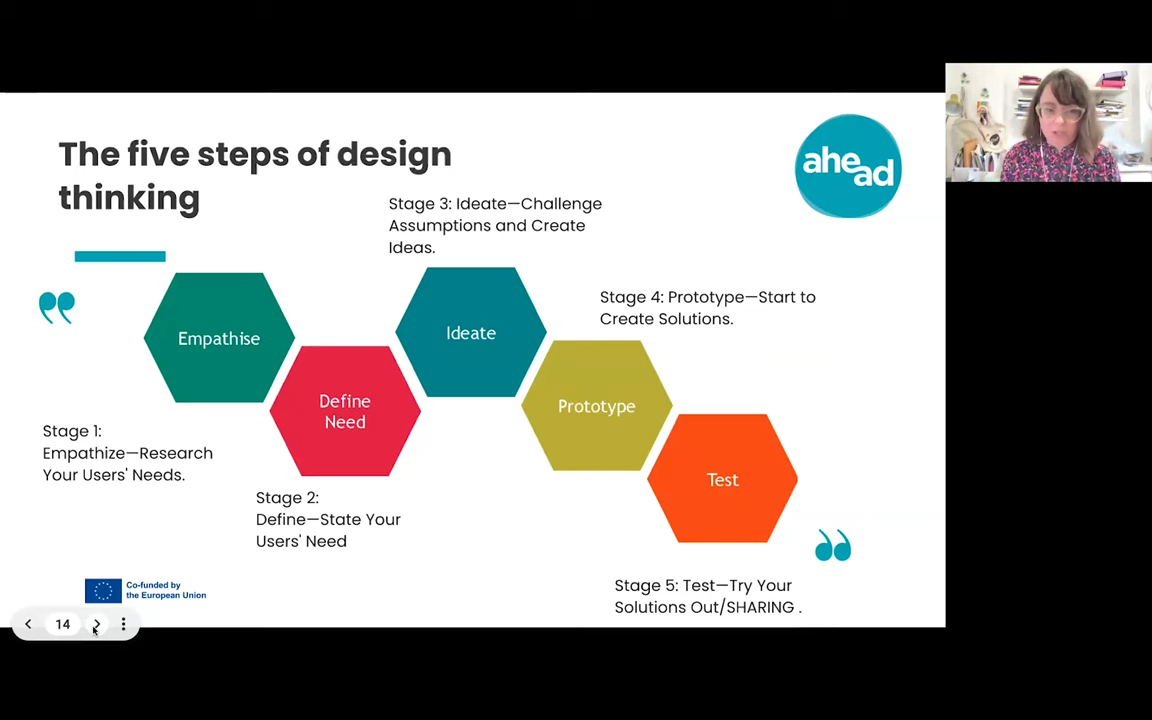 The five steps of design
thinking
ahead
Stage 3: Ideate—Challenge
Assumptions and Create
Ideas.
Stage 4: Prototype—Start to
Create Solutions.
Empathise
Ideate
Define
Need
Prototype
Test
Stage 1:
Empathize—Research
Your Users' Needs.
Stage 2:
Define—State Your
Users' Need
Stage 5: Test—Try Your
Solutions Out/SHARING .
Co-funded by
the European Union
14